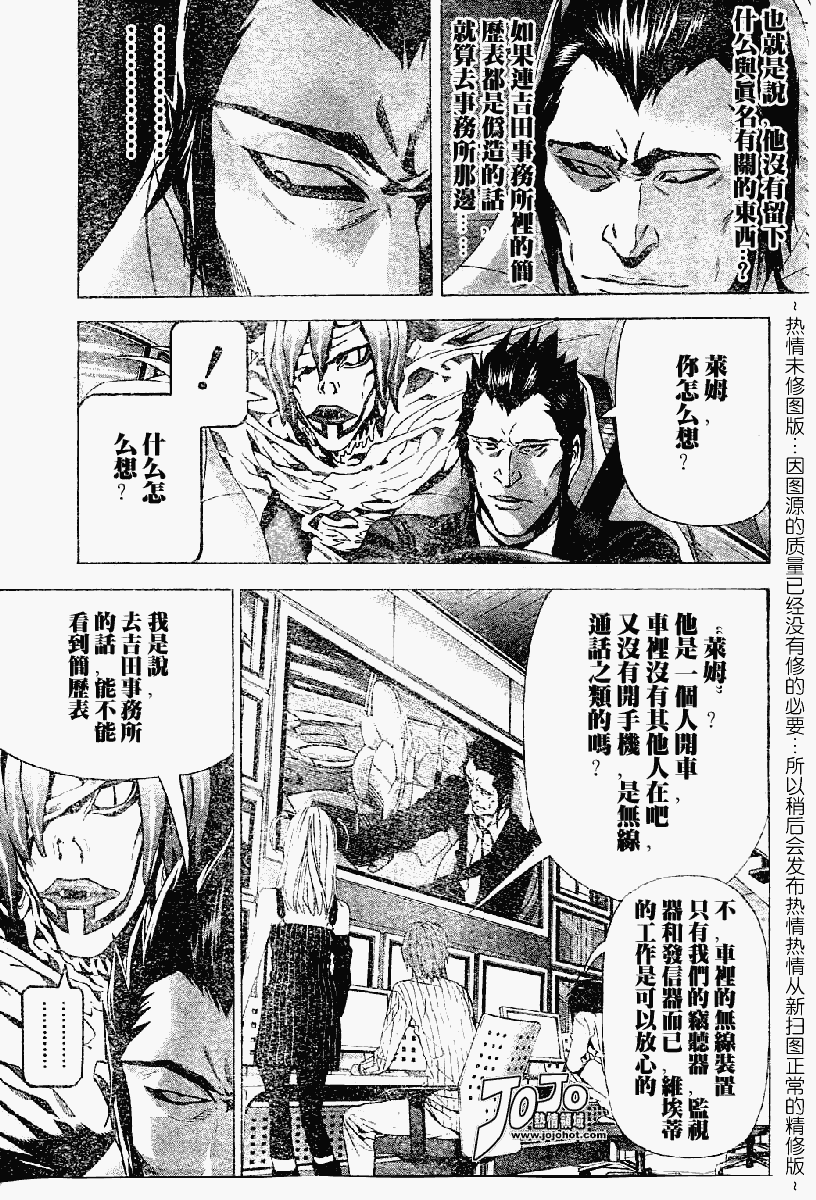 也就是說，他沒有留下
什么與眞名有關的東西…？
如果連吉田事務所裡的簡
歷表都是僞造的話，
就算去事務所那邊……
…………
…………
萊姆，
你怎么想？
！
什么怎
么想？
“萊姆”？
他是一個人開車，
車裡沒有其他人在吧，
又沒有開手機，是無線
通話之類的嗎？
不，車裡的無線裝置
只有我們的竊聽器，監視
器和發信器而已，維埃蒂
的工作是可以放心的
我是說，
去吉田事務所
的話，能不能
看到簡歷表
…………
JOJO
热情領域
www.jojohot.com
~热情未修图版…因图源的质量已经没有修的必要…所以稍后会发布热情热情从新扫图正常的精修版~